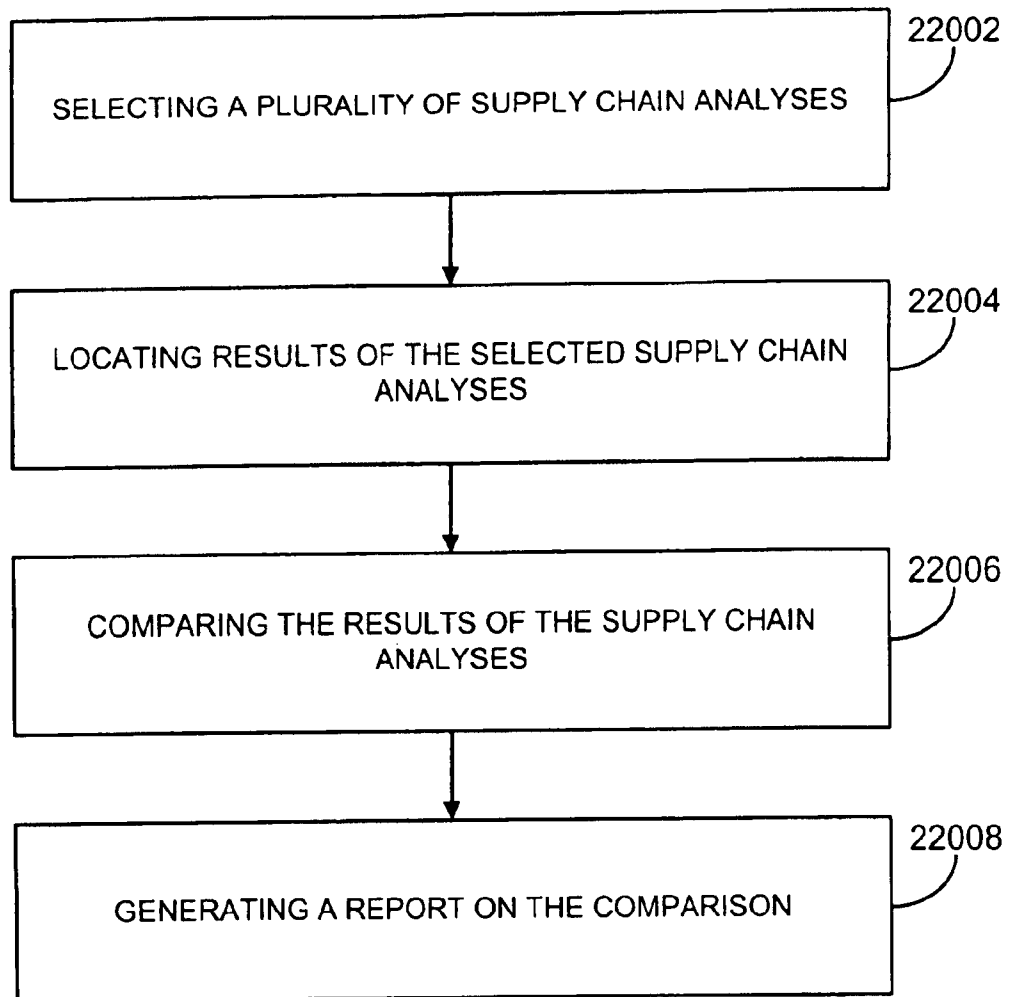 22002
SELECTING A PLURALITY OF SUPPLY CHAIN ANALYSES
22004
LOCATING RESULTS OF THE SELECTED SUPPLY CHAIN
ANALYSES
22006
COMPARING THE RESULTS OF THE SUPPLY CHAIN
ANALYSES
22008
GENERATING A REPORT ON THE COMPARISON